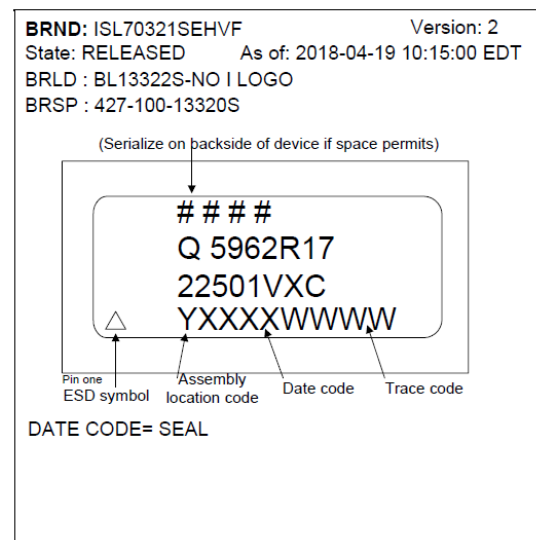 BRND: ISL70321SEHVF Version: 2
State: RELEASED As of: 2018-04-19 10:15:00 EDT
BRLD : BL13322S-NO I LOGO
BRSP : 427-100-13320S
(Serialize on backside of device if space permits)
# # # #
Q 5962R17
22501VXC
YXXXXWWWW
Pin one
ESD symbol
Assembly
location code
Date code
Trace code
DATE CODE= SEAL